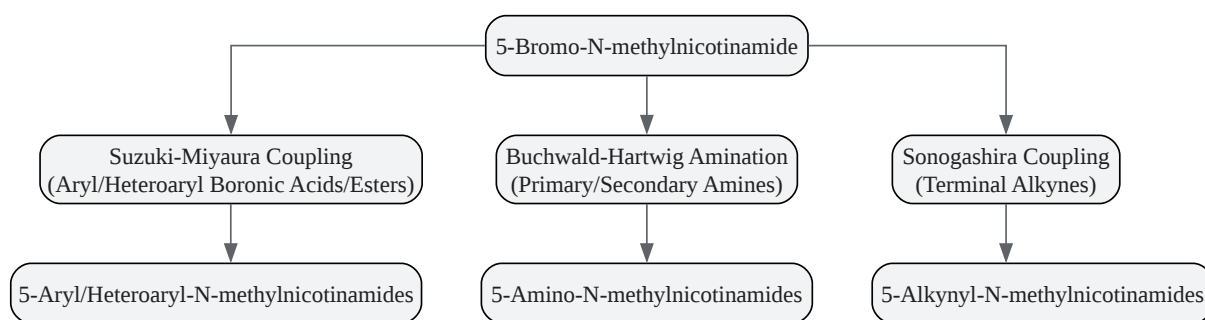 5-Bromo-N-methylnicotinamide
Suzuki-Miyaura Coupling
(Aryl/Heteroaryl Boronic Acids/Esters)
Buchwald-Hartwig Amination
(Primary/Secondary Amines)
Sonogashira Coupling
(Terminal Alkynes)
5-Aryl/Heteroaryl-N-methylnicotinamides
5-Amino-N-methylnicotinamides
5-Alkynyl-N-methylnicotinamides